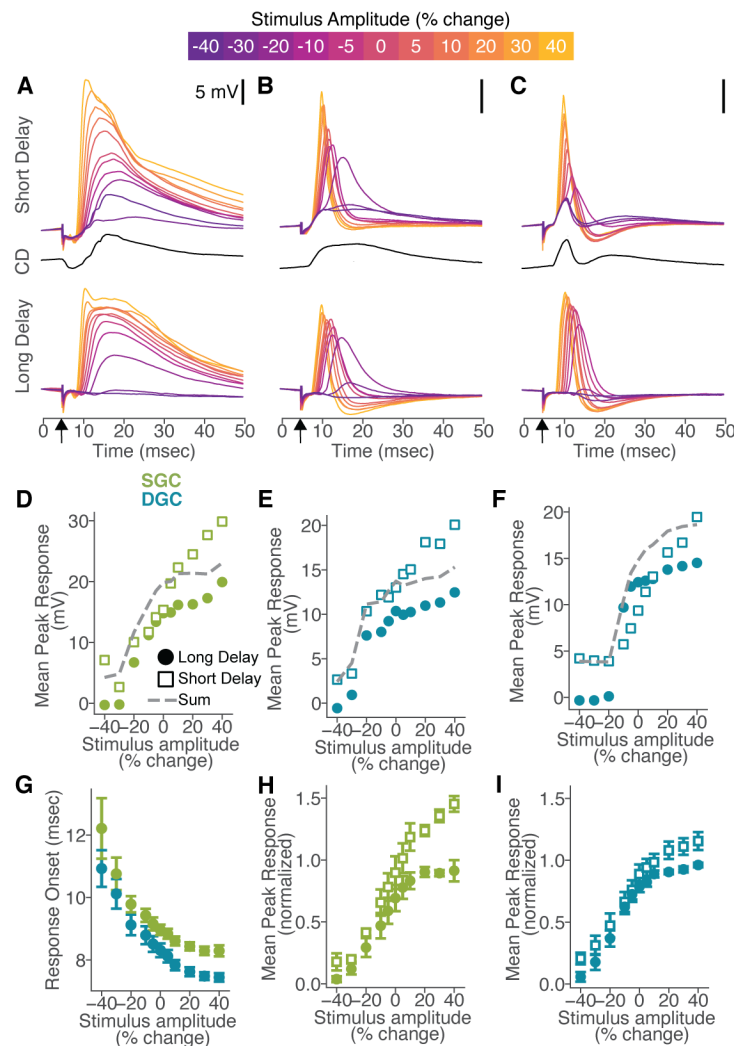 Stimulus Amplitude (% change)
-40 -30 -20 -10 -5 0 5 10 20 30 40
A 5 mV B C
Short Delay
CD
Long Delay
0 10 20 30 40 50 0 10 20 30 40 50 0 10 20 30 40 50
Time (msec) Time (msec) Time (msec)
SGC
DGC
D E F
Mean Peak Response
(mV)
30
20
10
0
Long Delay
Short Delay
Sum
−40 −20 0 20 40
Stimulus amplitude
(% change)
Mean Peak Response
(mV)
20
15
10
5
0
−40 −20 0 20 40
Stimulus amplitude
(% change)
Mean Peak Response
(mV)
20
15
10
5
0
−40 −20 0 20 40
Stimulus amplitude
(% change)
G H I
Response Onset (msec)
12
10
8
−40 −20 0 20 40
Stimulus amplitude
(% change)
Mean Peak Response
(normalized)
1.5
1.0
0.5
0.0
−40 −20 0 20 40
Stimulus amplitude
(% change)
Mean Peak Response
(normalized)
1.5
1.0
0.5
0.0
−40 −20 0 20 40
Stimulus amplitude
(% change)